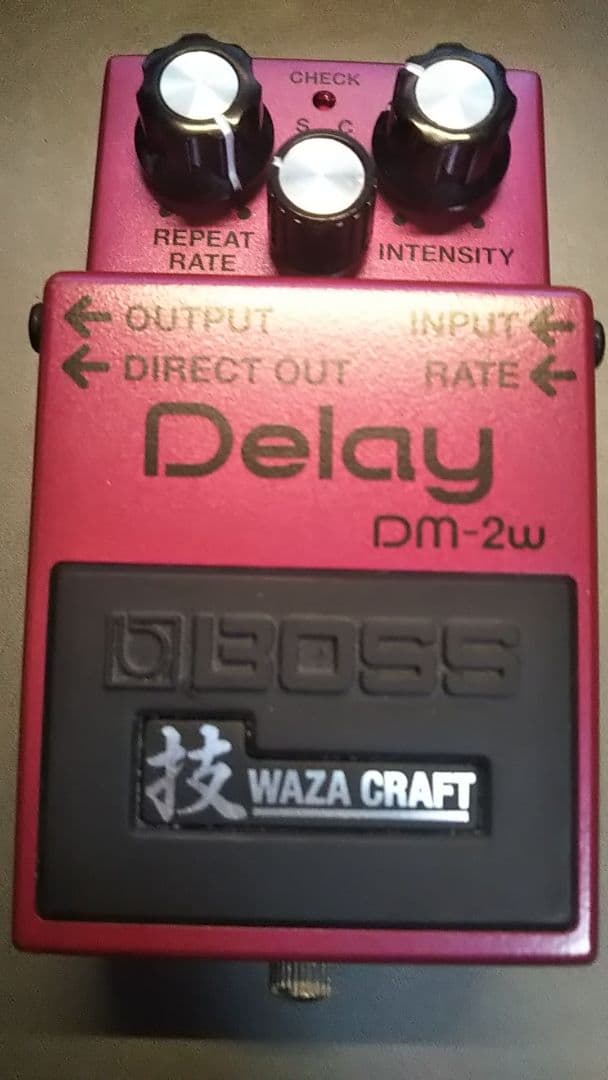 CHECK
S C
REPEAT RATE
INTENSITY
← OUTPUT INPUT ←
← DIRECT OUT RATE ←
Delay
DM-2w
BOSS
技 WAZA CRAFT